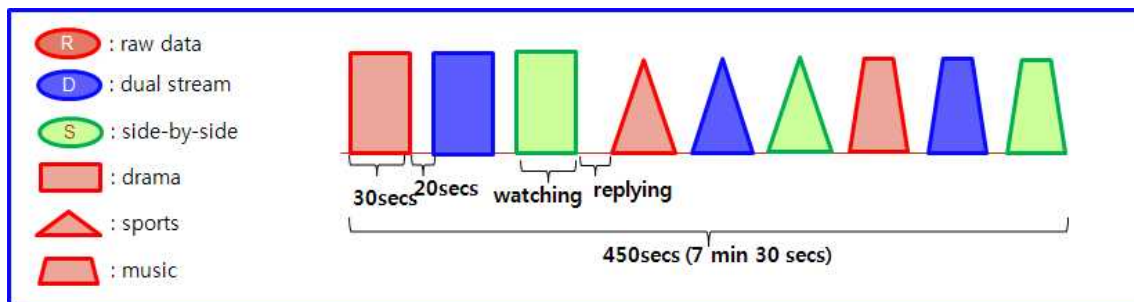 R : raw data
D : dual stream
S : side-by-side
: drama
: sports
: music
30secs
20secs
watching
replying
450secs (7 min 30 secs)